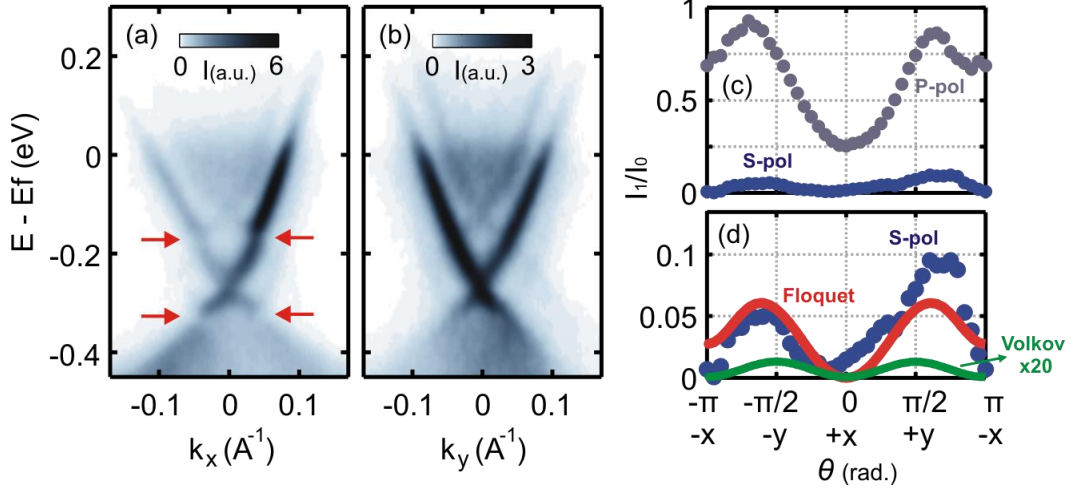 (a)
0 I(a.u.) 6
(b)
0 I(a.u.) 3
E - Ef (eV)
0.2
0
-0.2
-0.4
-0.1 0 0.1
kx (A⁻¹)
-0.1 0 0.1
ky (A⁻¹)
I₁/I₀
1
0.5
0
(c)
P-pol
S-pol
(d)
S-pol
0.1
0.05
0
Floquet
Volkov
x20
-π -π/2 0 π/2 π
-x -y +x +y -x
θ (rad.)